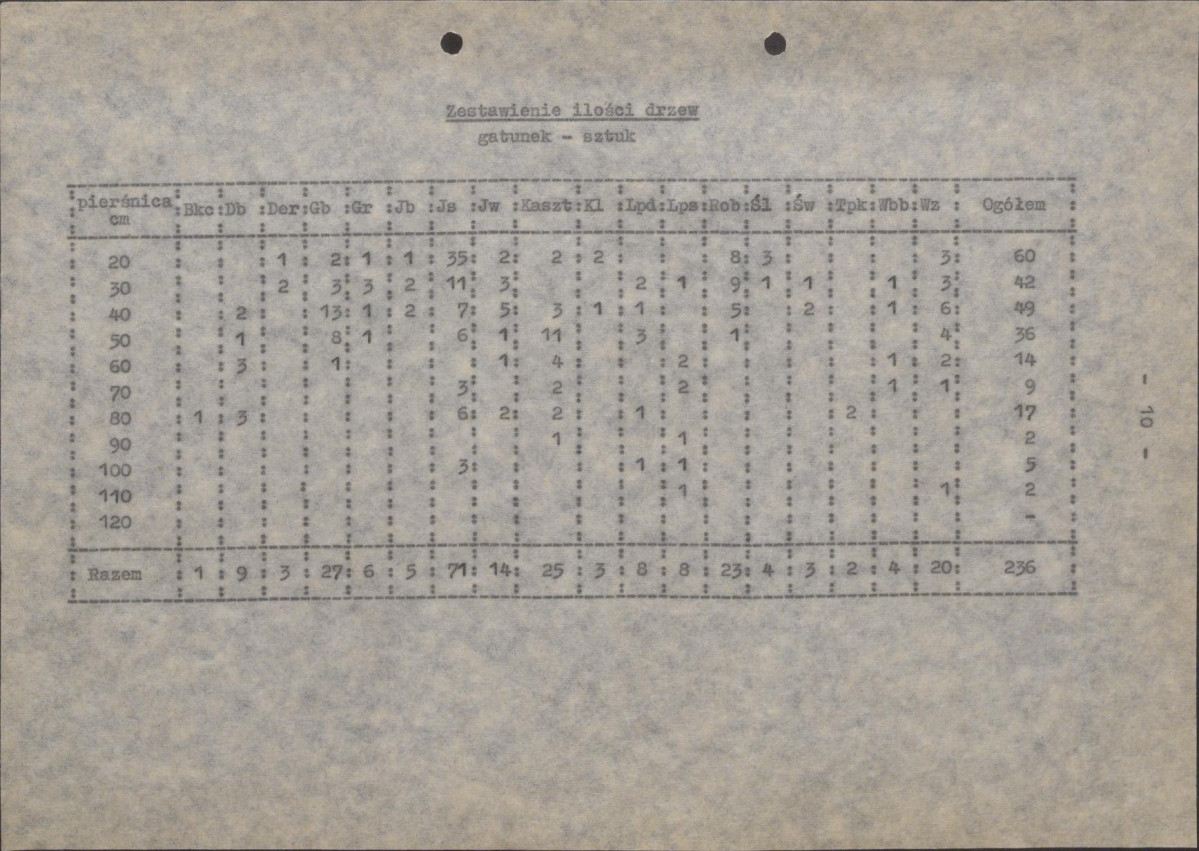 Zestawienie ilości drzew
gatunek - sztuk
pierśnica cm : Bkc : Db : Der : Gb : Gr : Jb : Js : Jw : Kaszt : Kl : Lpd : Lps : Rob : Śl : Św : Tpk : Wbb : Wz : Ogółem
20 : : : 1 : 2 : 1 : 1 : 35 : 2 : 2 : 2 : : : 8 : 3 : : : : 3 : 60
30 : : : 2 : 3 : 3 : 2 : 11 : 3 : : : 2 : 1 : 9 : 1 : 1 : : 1 : 3 : 42
40 : : 2 : : 13 : 1 : 2 : 7 : 5 : 3 : 1 : 1 : : 5 : : 2 : : 1 : 6 : 49
50 : : 1 : : 8 : 1 : : 6 : 1 : 11 : : 3 : : 1 : : : : : 4 : 36
60 : : 3 : : 1 : : : : 1 : 4 : : : 2 : : : : : 1 : 2 : 14
70 : : : : : : : 3 : : 2 : : : 2 : : : : : 1 : 1 : 9
80 : 1 : 3 : : : : : 6 : 2 : 2 : : 1 : : : : : 2 : : : 17
90 : : : : : : : : : 1 : : : 1 : : : : : : : 2
100 : : : : : : : 3 : : : : 1 : 1 : : : : : : : 5
110 : : : : : : : : : : : : 1 : : : : : : 1 : 2
120 : : : : : : : : : : : : : : : : : : : -
Razem : 1 : 9 : 3 : 27 : 6 : 5 : 71 : 14 : 25 : 3 : 8 : 8 : 23 : 4 : 3 : 2 : 4 : 20 : 236
- 10 -